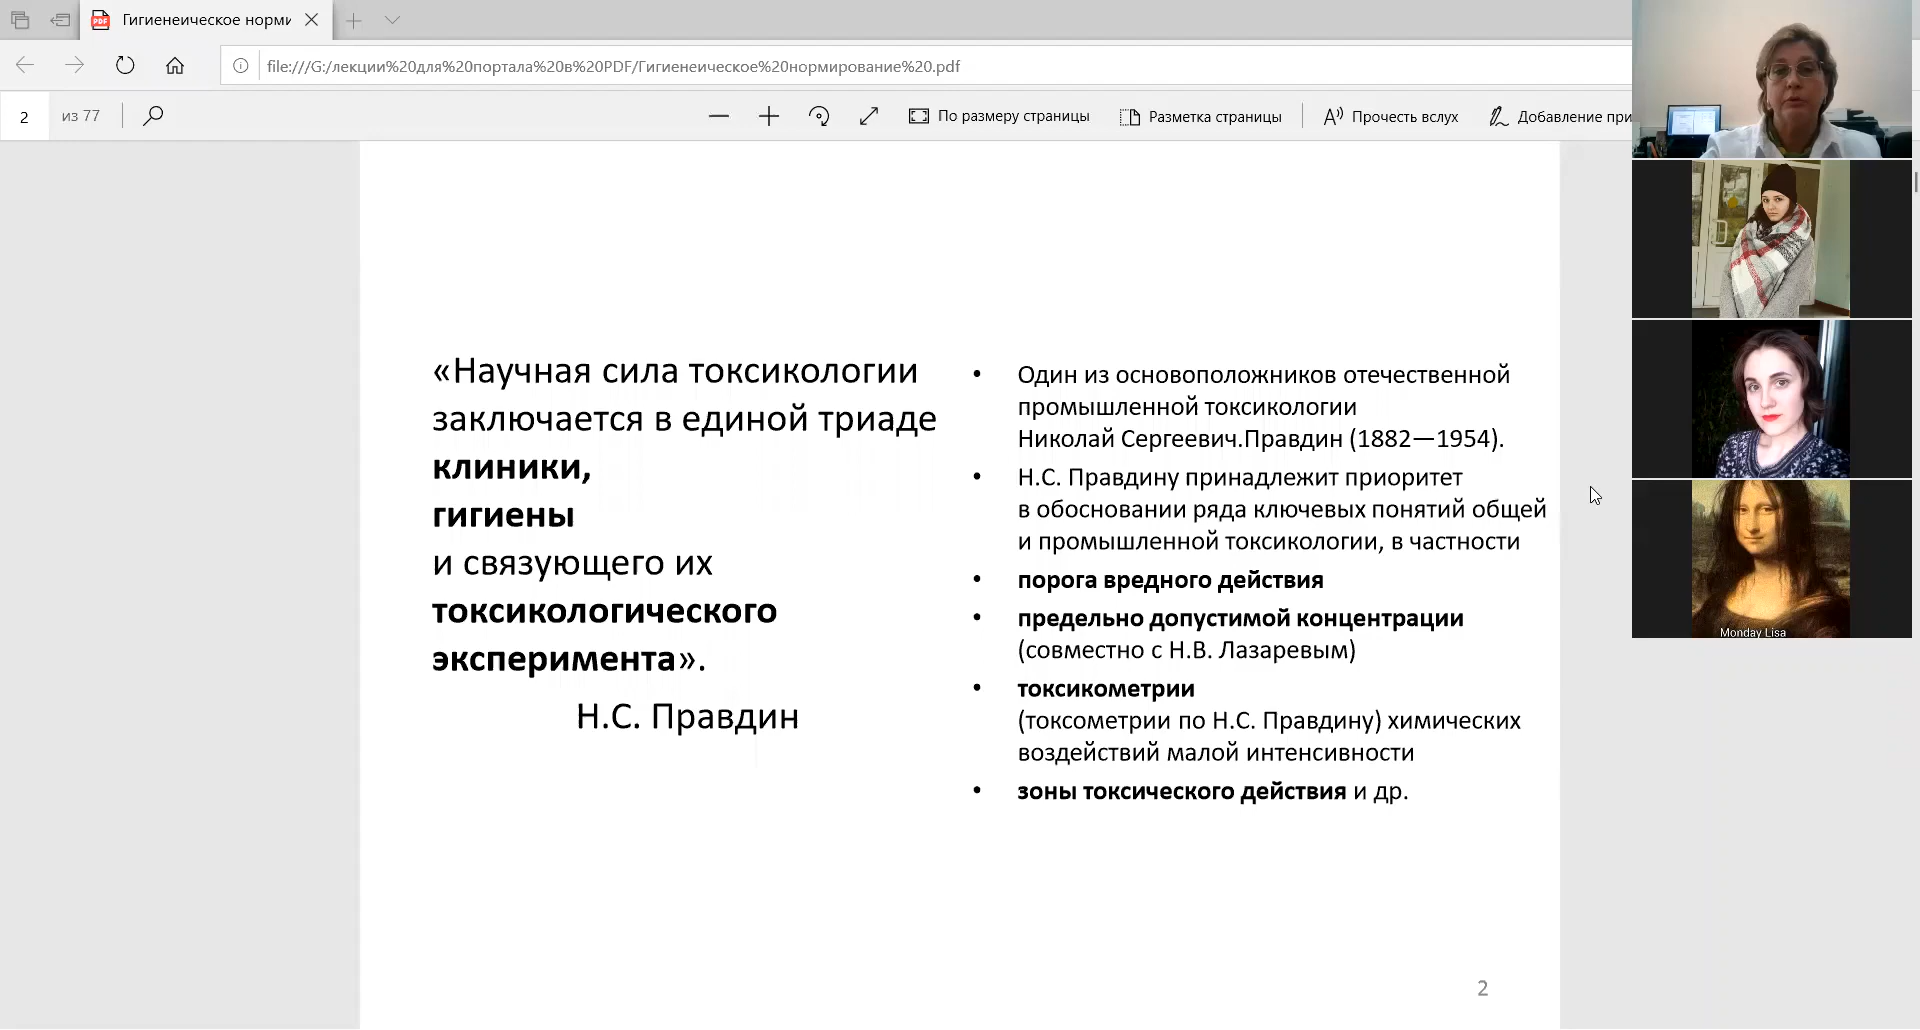 Гигиенеическое норми
file:///G:/лекции%20для%20портала%20в%20PDF/Гигиенеическое%20нормирование%20.pdf
2 из 77
По размеру страницы
Разметка страницы
Прочесть вслух
Добавление при
«Научная сила токсикологии
заключается в единой триаде
клиники,
гигиены
и связующего их
токсикологического
эксперимента».
Н.С. Правдин
• Один из основоположников отечественной
промышленной токсикологии
Николай Сергеевич.Правдин (1882—1954).
• Н.С. Правдину принадлежит приоритет
в обосновании ряда ключевых понятий общей
и промышленной токсикологии, в частности
• порога вредного действия
• предельно допустимой концентрации
(совместно с Н.В. Лазаревым)
• токсикометрии
(токсометрии по Н.С. Правдину) химических
воздействий малой интенсивности
• зоны токсического действия и др.
2
Monday Lisa